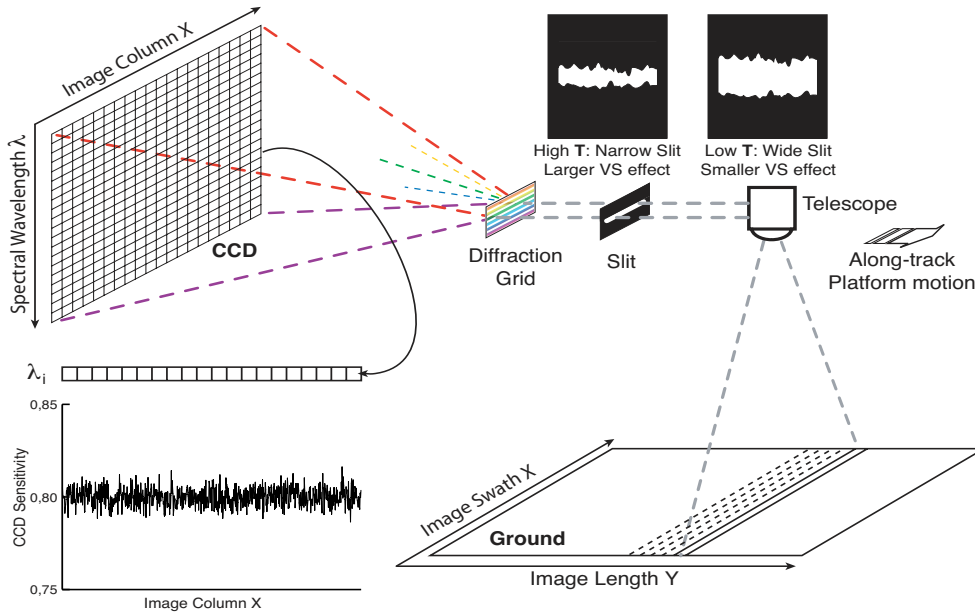 Image Column X
Spectral Wavelength λ
CCD
High T: Narrow Slit
Larger VS effect
Low T: Wide Slit
Smaller VS effect
Telescope
Diffraction
Grid
Slit
Along-track
Platform motion
λi
0,85
0,80
0,75
CCD Sensitivity
Image Column X
Image Swath X
Ground
Image Length Y